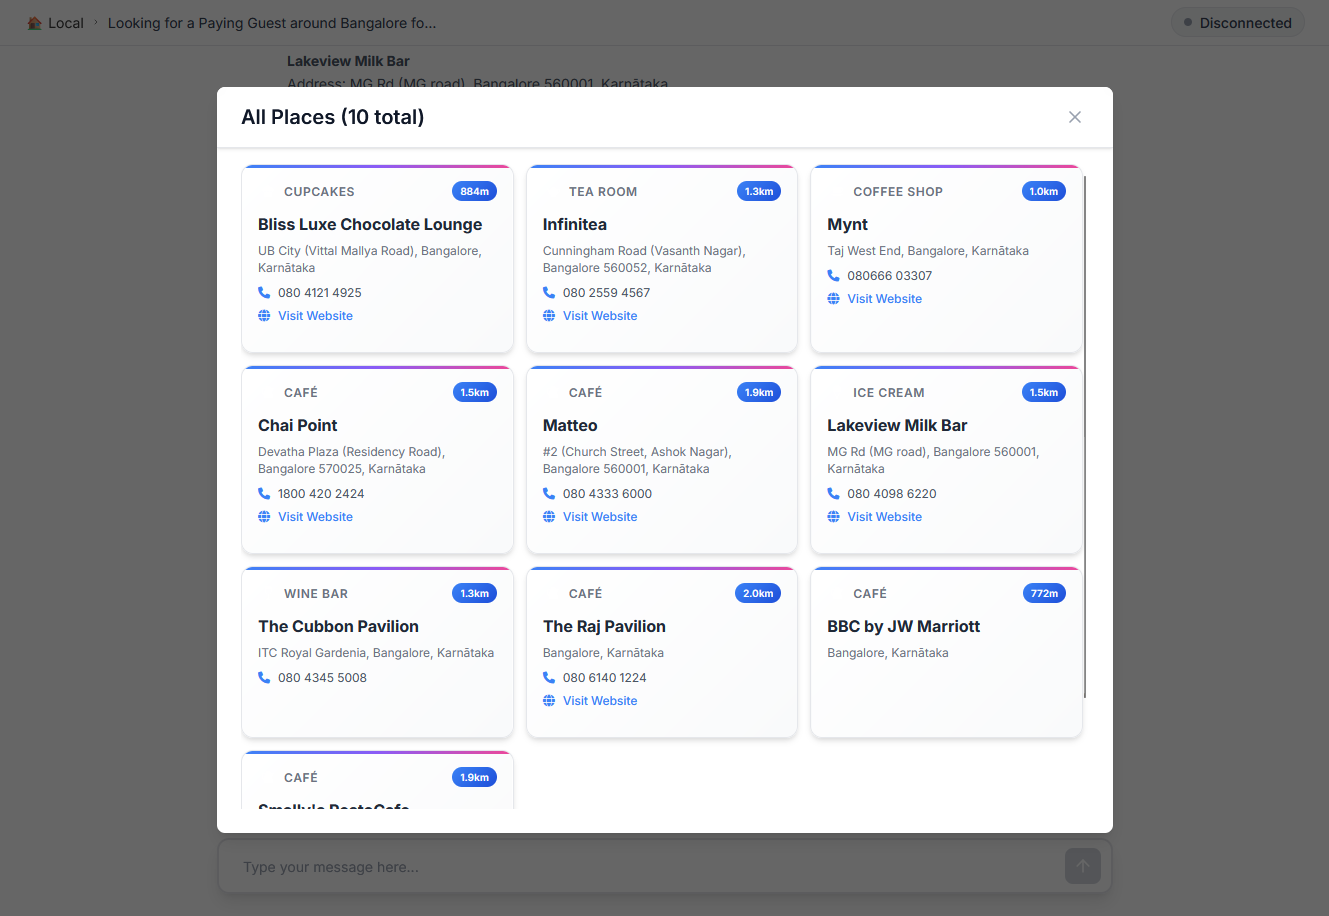 Local › Looking for a Paying Guest around Bangalore fo...
Disconnected
Lakeview Milk Bar
Address: MG Rd (MG road), Bangalore 560001, Karnātaka
All Places (10 total)
CUPCAKES
884m
Bliss Luxe Chocolate Lounge
UB City (Vittal Mallya Road), Bangalore,
Karnātaka
080 4121 4925
Visit Website
TEA ROOM
1.3km
Infinitea
Cunningham Road (Vasanth Nagar),
Bangalore 560052, Karnātaka
080 2559 4567
Visit Website
COFFEE SHOP
1.0km
Mynt
Taj West End, Bangalore, Karnātaka
080666 03307
Visit Website
CAFÉ
1.5km
Chai Point
Devatha Plaza (Residency Road),
Bangalore 570025, Karnātaka
1800 420 2424
Visit Website
CAFÉ
1.9km
Matteo
#2 (Church Street, Ashok Nagar),
Bangalore 560001, Karnātaka
080 4333 6000
Visit Website
ICE CREAM
1.5km
Lakeview Milk Bar
MG Rd (MG road), Bangalore 560001,
Karnātaka
080 4098 6220
Visit Website
WINE BAR
1.3km
The Cubbon Pavilion
ITC Royal Gardenia, Bangalore, Karnātaka
080 4345 5008
CAFÉ
2.0km
The Raj Pavilion
Bangalore, Karnātaka
080 6140 1224
Visit Website
CAFÉ
772m
BBC by JW Marriott
Bangalore, Karnātaka
CAFÉ
1.9km
Type your message here...